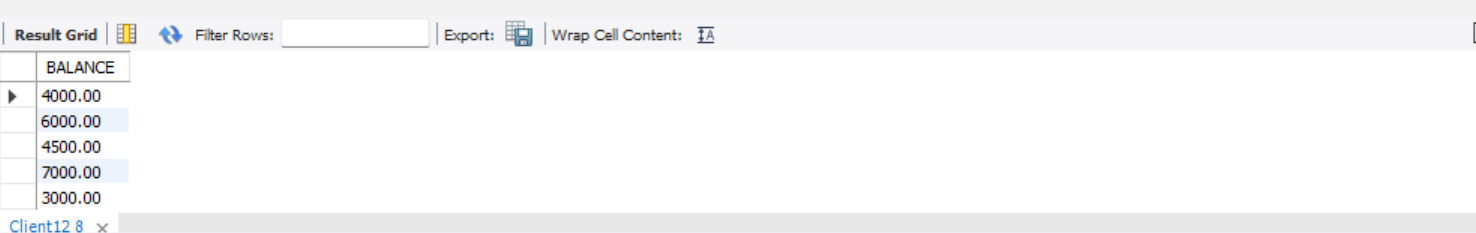 Result Grid Filter Rows: Export: Wrap Cell Content:
BALANCE
4000.00
6000.00
4500.00
7000.00
3000.00
Client12 8